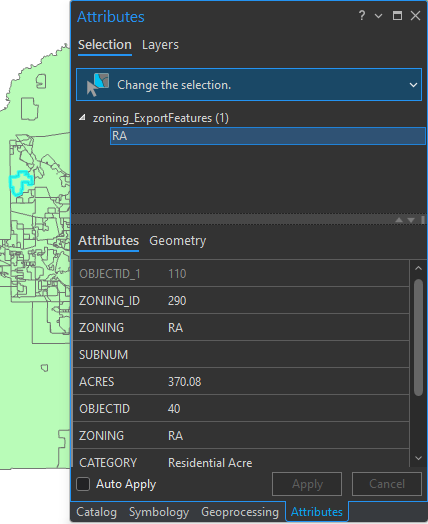 Attributes
Selection Layers
Change the selection.
zoning_ExportFeatures (1)
RA
Attributes Geometry
OBJECTID_1 110
ZONING_ID 290
ZONING RA
SUBNUM
ACRES 370.08
OBJECTID 40
ZONING RA
CATEGORY Residential Acre
Auto Apply Apply Cancel
Catalog Symbology Geoprocessing Attributes